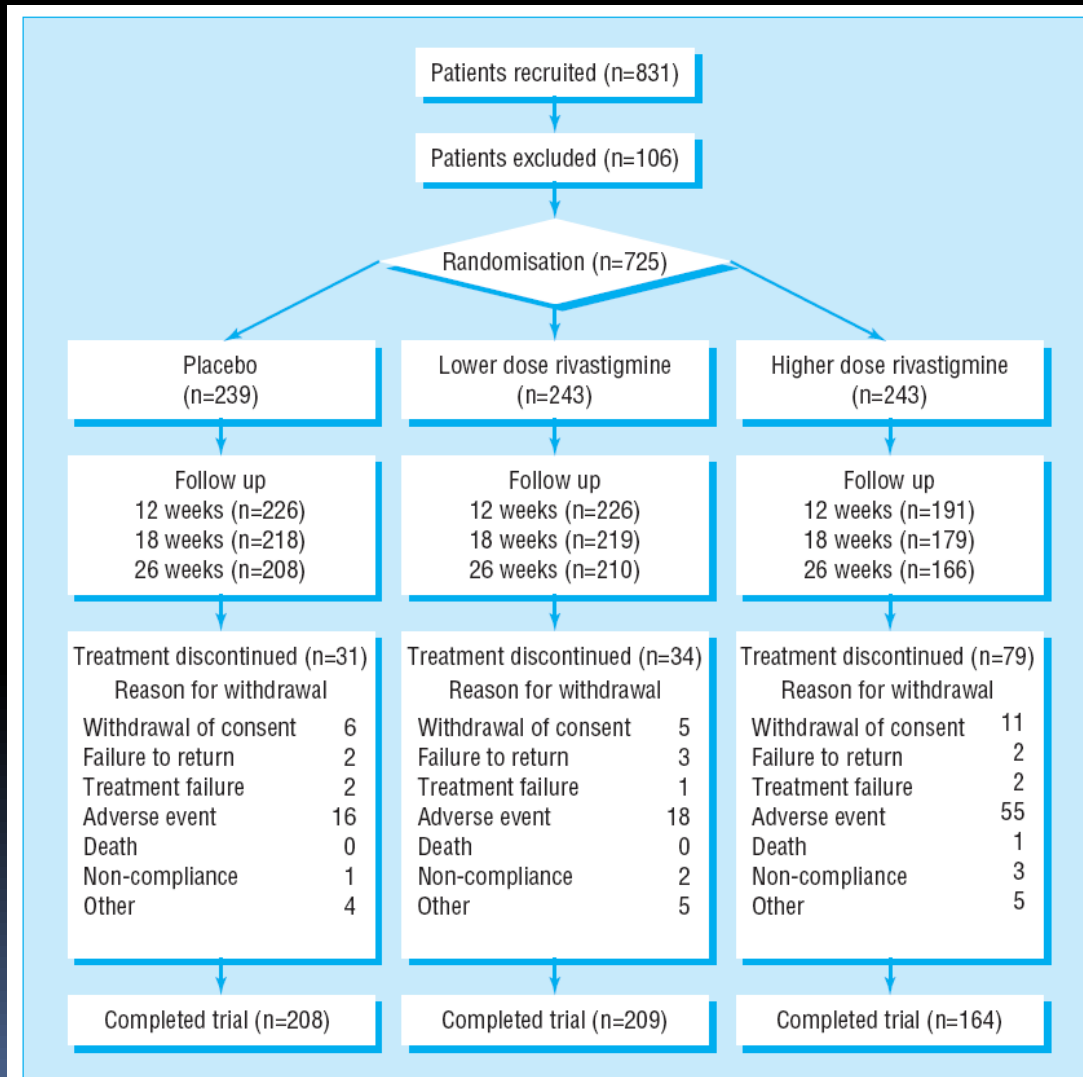 Patients recruited (n=831)
Patients excluded (n=106)
Randomisation (n=725)
Placebo
(n=239)
Lower dose rivastigmine
(n=243)
Higher dose rivastigmine
(n=243)
Follow up
12 weeks (n=226)
18 weeks (n=218)
26 weeks (n=208)
Follow up
12 weeks (n=226)
18 weeks (n=219)
26 weeks (n=210)
Follow up
12 weeks (n=191)
18 weeks (n=179)
26 weeks (n=166)
Treatment discontinued (n=31)
Reason for withdrawal
Withdrawal of consent 6
Failure to return 2
Treatment failure 2
Adverse event 16
Death 0
Non-compliance 1
Other 4
Treatment discontinued (n=34)
Reason for withdrawal
Withdrawal of consent 5
Failure to return 3
Treatment failure 1
Adverse event 18
Death 0
Non-compliance 2
Other 5
Treatment discontinued (n=79)
Reason for withdrawal
Withdrawal of consent 11
Failure to return 2
Treatment failure 2
Adverse event 55
Death 1
Non-compliance 3
Other 5
Completed trial (n=208)
Completed trial (n=209)
Completed trial (n=164)